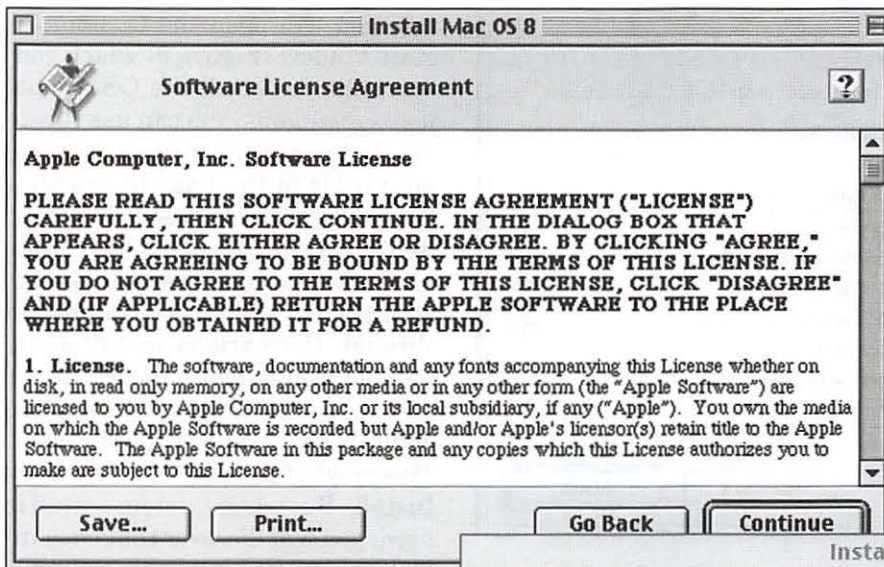 Install Mac OS 8
Software License Agreement
?
Apple Computer, Inc. Software License
PLEASE READ THIS SOFTWARE LICENSE AGREEMENT ("LICENSE")
CAREFULLY, THEN CLICK CONTINUE. IN THE DIALOG BOX THAT
APPEARS, CLICK EITHER AGREE OR DISAGREE. BY CLICKING "AGREE,"
YOU ARE AGREEING TO BE BOUND BY THE TERMS OF THIS LICENSE. IF
YOU DO NOT AGREE TO THE TERMS OF THIS LICENSE, CLICK "DISAGREE"
AND (IF APPLICABLE) RETURN THE APPLE SOFTWARE TO THE PLACE
WHERE YOU OBTAINED IT FOR A REFUND.
1. License. The software, documentation and any fonts accompanying this License whether on
disk, in read only memory, on any other media or in any other form (the "Apple Software") are
licensed to you by Apple Computer, Inc. or its local subsidiary, if any ("Apple"). You own the media
on which the Apple Software is recorded but Apple and/or Apple's licensor(s) retain title to the Apple
Software. The Apple Software in this package and any copies which this License authorizes you to
make are subject to this License.
Save... Print... Go Back Continue
Insta